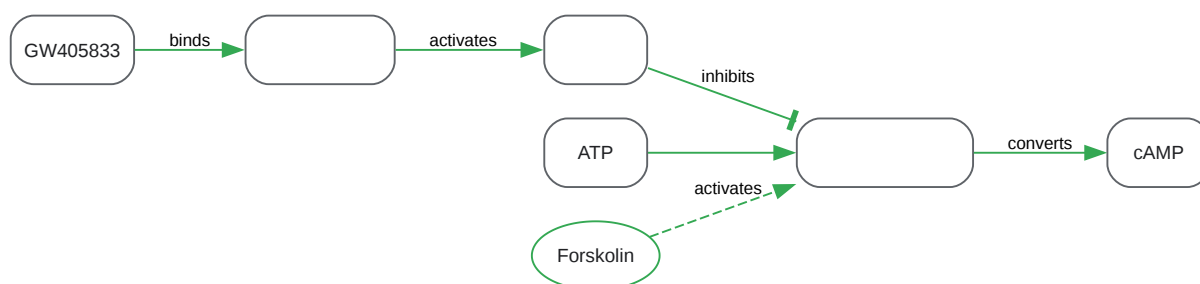 GW405833
binds
activates
inhibits
ATP
converts
cAMP
activates
Forskolin